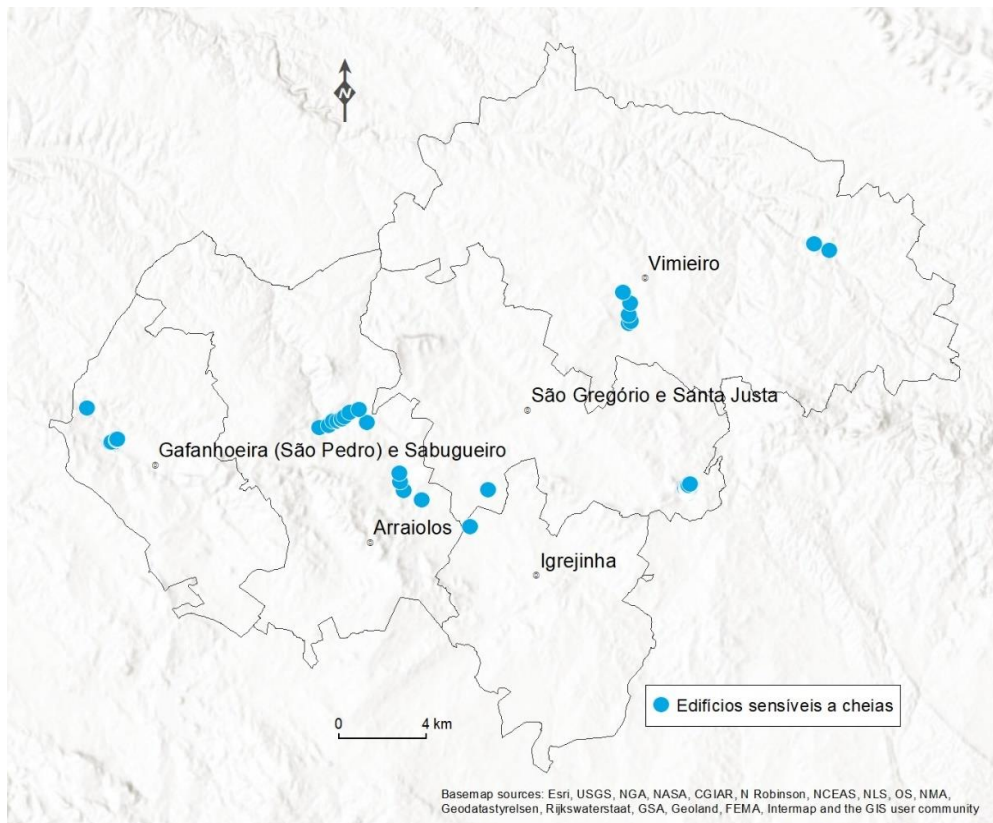 N
Vimieiro
São Gregório e Santa Justa
Gafanhoeira (São Pedro) e Sabugueiro
Arraiolos
Igrejinha
Edifícios sensíveis a cheias
0 4 km
Basemap sources: Esri, USGS, NGA, NASA, CGIAR, N Robinson, NCEAS, NLS, OS, NMA,
Geodatastyrelsen, Rijkswaterstaat, GSA, Geoland, FEMA, Intermap and the GIS user community